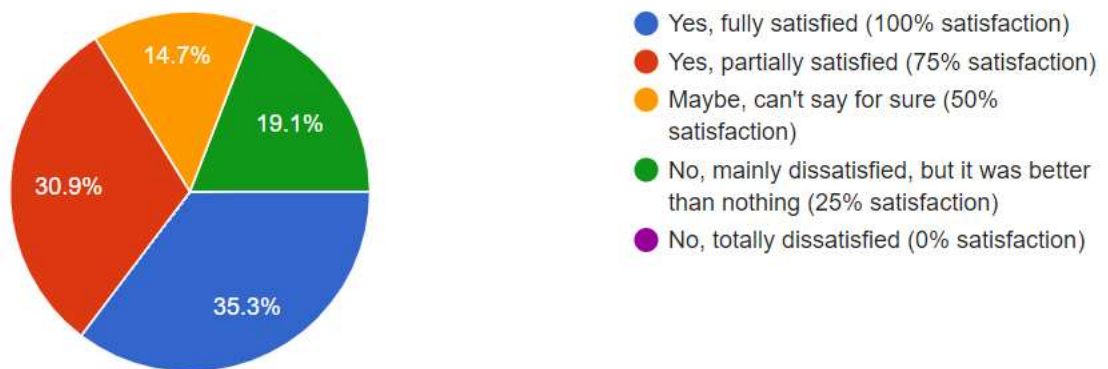 14.7%
19.1%
30.9%
35.3%
Yes, fully satisfied (100% satisfaction)
Yes, partially satisfied (75% satisfaction)
Maybe, can't say for sure (50%
satisfaction)
No, mainly dissatisfied, but it was better
than nothing (25% satisfaction)
No, totally dissatisfied (0% satisfaction)